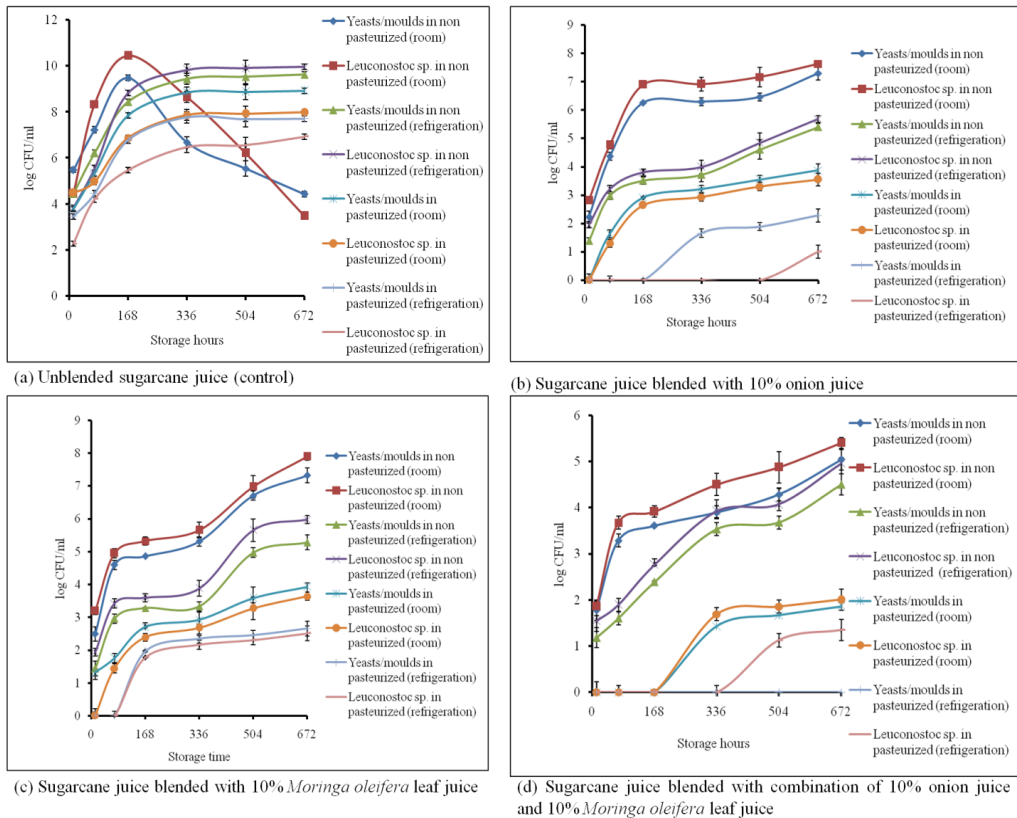 12
10
8
6
4
2
0
log CFU/ml
0 168 336 504 672
Storage hours
Yeasts/moulds in non
pasteurized (room)
Leuconostoc sp. in non
pasteurized (room)
Yeasts/moulds in non
pasteurized (refrigeration)
Leuconostoc sp. in non
pasteurized (refrigeration)
Yeasts/moulds in
pasteurized (room)
Leuconostoc sp. in
pasteurized (room)
Yeasts/moulds in
pasteurized (refrigeration)
Leuconostoc sp. in
pasteurized (refrigeration)
(a) Unblended sugarcane juice (control)
9
8
7
6
5
4
3
2
1
0
log CFU/ml
0 168 336 504 672
Storage hours
Yeasts/moulds in non
pasteurized (room)
Leuconostoc sp. in non
pasteurized (room)
Yeasts/moulds in non
pasteurized (refrigeration)
Leuconostoc sp. in non
pasteurized (refrigeration)
Yeasts/moulds in
pasteurized (room)
Leuconostoc sp. in
pasteurized (room)
Yeasts/moulds in
pasteurized (refrigeration)
Leuconostoc sp. in
pasteurized (refrigeration)
(b) Sugarcane juice blended with 10% onion juice
9
8
7
6
5
4
3
2
1
0
log CFU/ml
0 168 336 504 672
Storage time
Yeasts/moulds in non
pasteurized (room)
Leuconostoc sp. in non
pasteurized (room)
Yeasts/moulds in non
pasteurized (refrigeration)
Leuconostoc sp. in non
pasteurized (refrigeration)
Yeasts/moulds in
pasteurized (room)
Leuconostoc sp. in
pasteurized (room)
Yeasts/moulds in
pasteurized (refrigeration)
Leuconostoc sp. in
pasteurized (refrigeration)
(c) Sugarcane juice blended with 10% Moringa oleifera leaf juice
6
5
4
3
2
1
0
log CFU/ml
0 168 336 504 672
Storage hours
Yeasts/moulds in non
pasteurized (room)
Leuconostoc sp. in non
pasteurized (room)
Yeasts/moulds in non
pasteurized (refrigeration)
Leuconostoc sp. in non
pasteurized (refrigeration)
Yeasts/moulds in
pasteurized (room)
Leuconostoc sp. in
pasteurized (room)
Yeasts/moulds in
pasteurized (refrigeration)
Leuconostoc sp. in
pasteurized (refrigeration)
(d) Sugarcane juice blended with combination of 10% onion juice
and 10% Moringa oleifera leaf juice